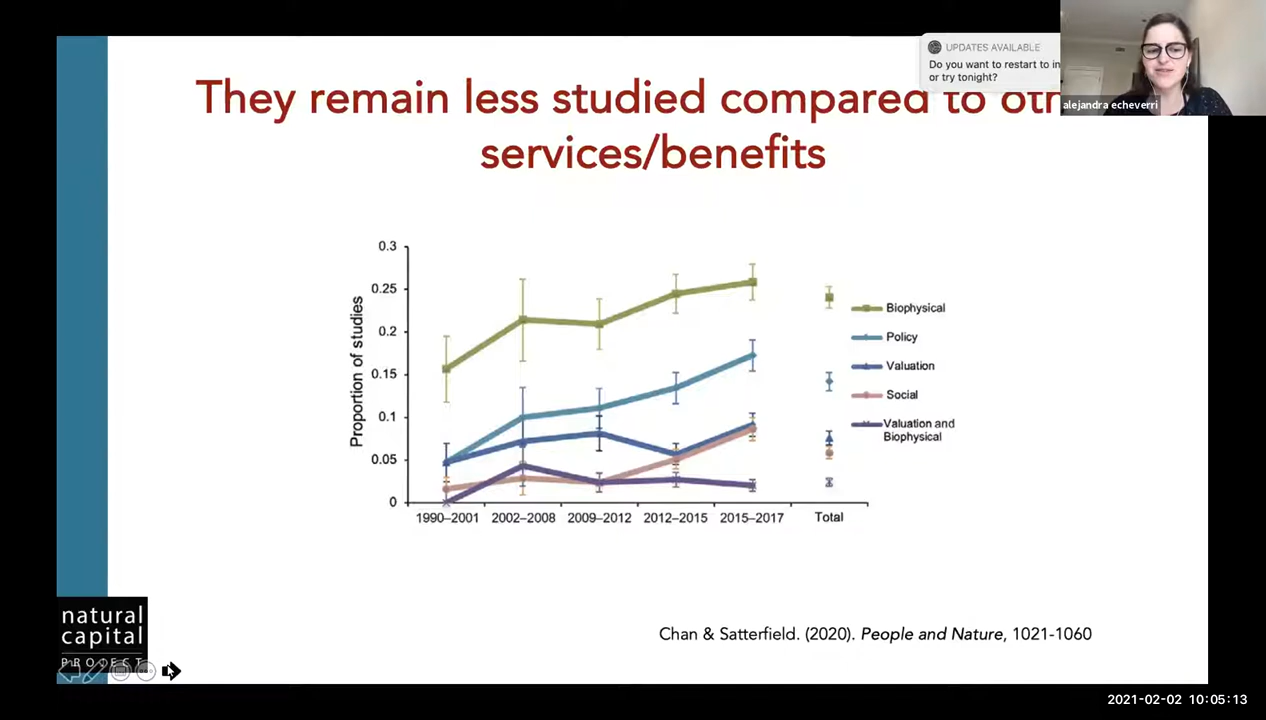 UPDATES AVAILABLE
Do you want to restart to in
or try tonight?
alejandra echeverri
They remain less studied compared to oth
services/benefits
0.3
0.25
0.2
0.15
0.1
0.05
0
Proportion of studies
1990–2001
2002–2008
2009–2012
2012–2015
2015–2017
Total
Biophysical
Policy
Valuation
Social
Valuation and
Biophysical
natural
capital
PROJECT
Chan & Satterfield. (2020). People and Nature, 1021-1060
2021-02-02 10:05:13